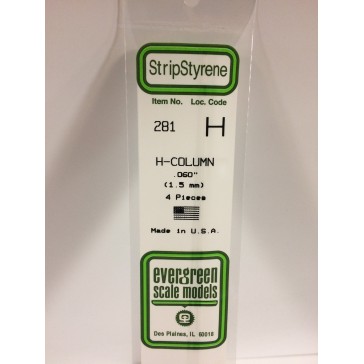 StripStyrene
Item No. Loc. Code
281 H
H-COLUMN
.060"
(1.5 mm)
4 Pieces
Made in U.S.A.
evergreen
scale models
Des Plaines, IL 60018